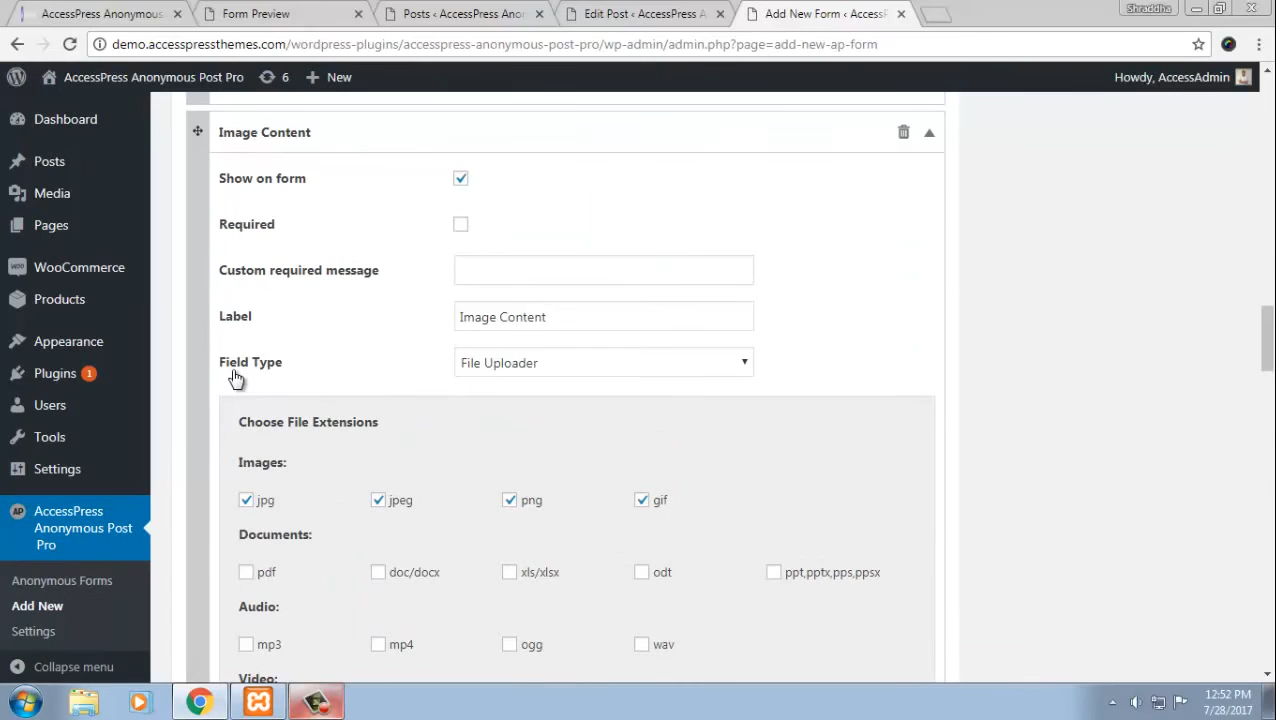 AccessPress Anonymous
Form Preview
Posts ‹ AccessPress Ano
Edit Post ‹ AccessPress A
Add New Form ‹ AccessF
Shraddha
demo.accesspressthemes.com/wordpress-plugins/accesspress-anonymous-post-pro/wp-admin/admin.php?page=add-new-ap-form
AccessPress Anonymous Post Pro
6
New
Howdy, AccessAdmin
Dashboard
Posts
Media
Pages
WooCommerce
Products
Appearance
Plugins 1
Users
Tools
Settings
AP
AccessPress
Anonymous Post
Pro
Anonymous Forms
Add New
Settings
Collapse menu
Image Content
Show on form
Required
Custom required message
Label
Image Content
Field Type
File Uploader
Choose File Extensions
Images:
jpg
jpeg
png
gif
Documents:
pdf
doc/docx
xls/xlsx
odt
ppt,pptx,pps,ppsx
Audio:
mp3
mp4
ogg
wav
Video:
12:52 PM
7/28/2017